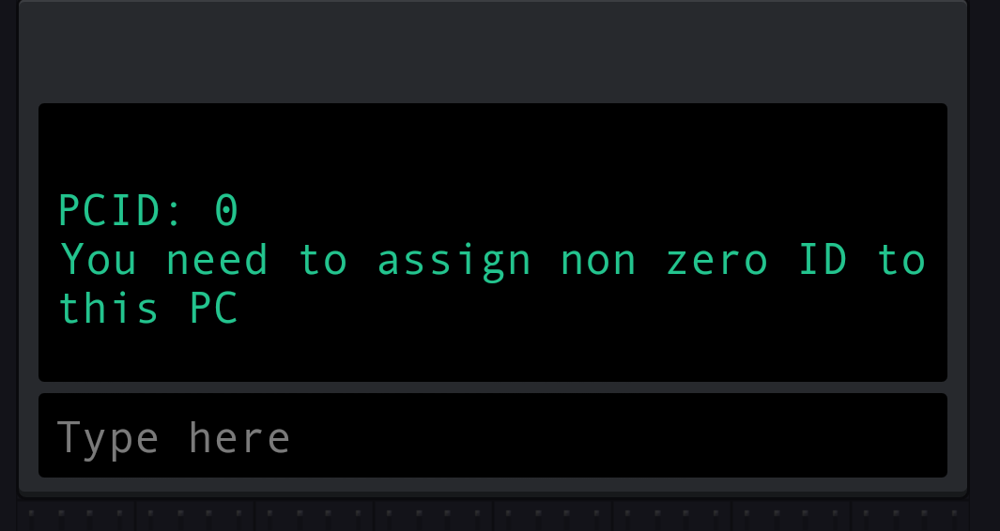 PCID: 0
You need to assign non zero ID to
this PC
Type here